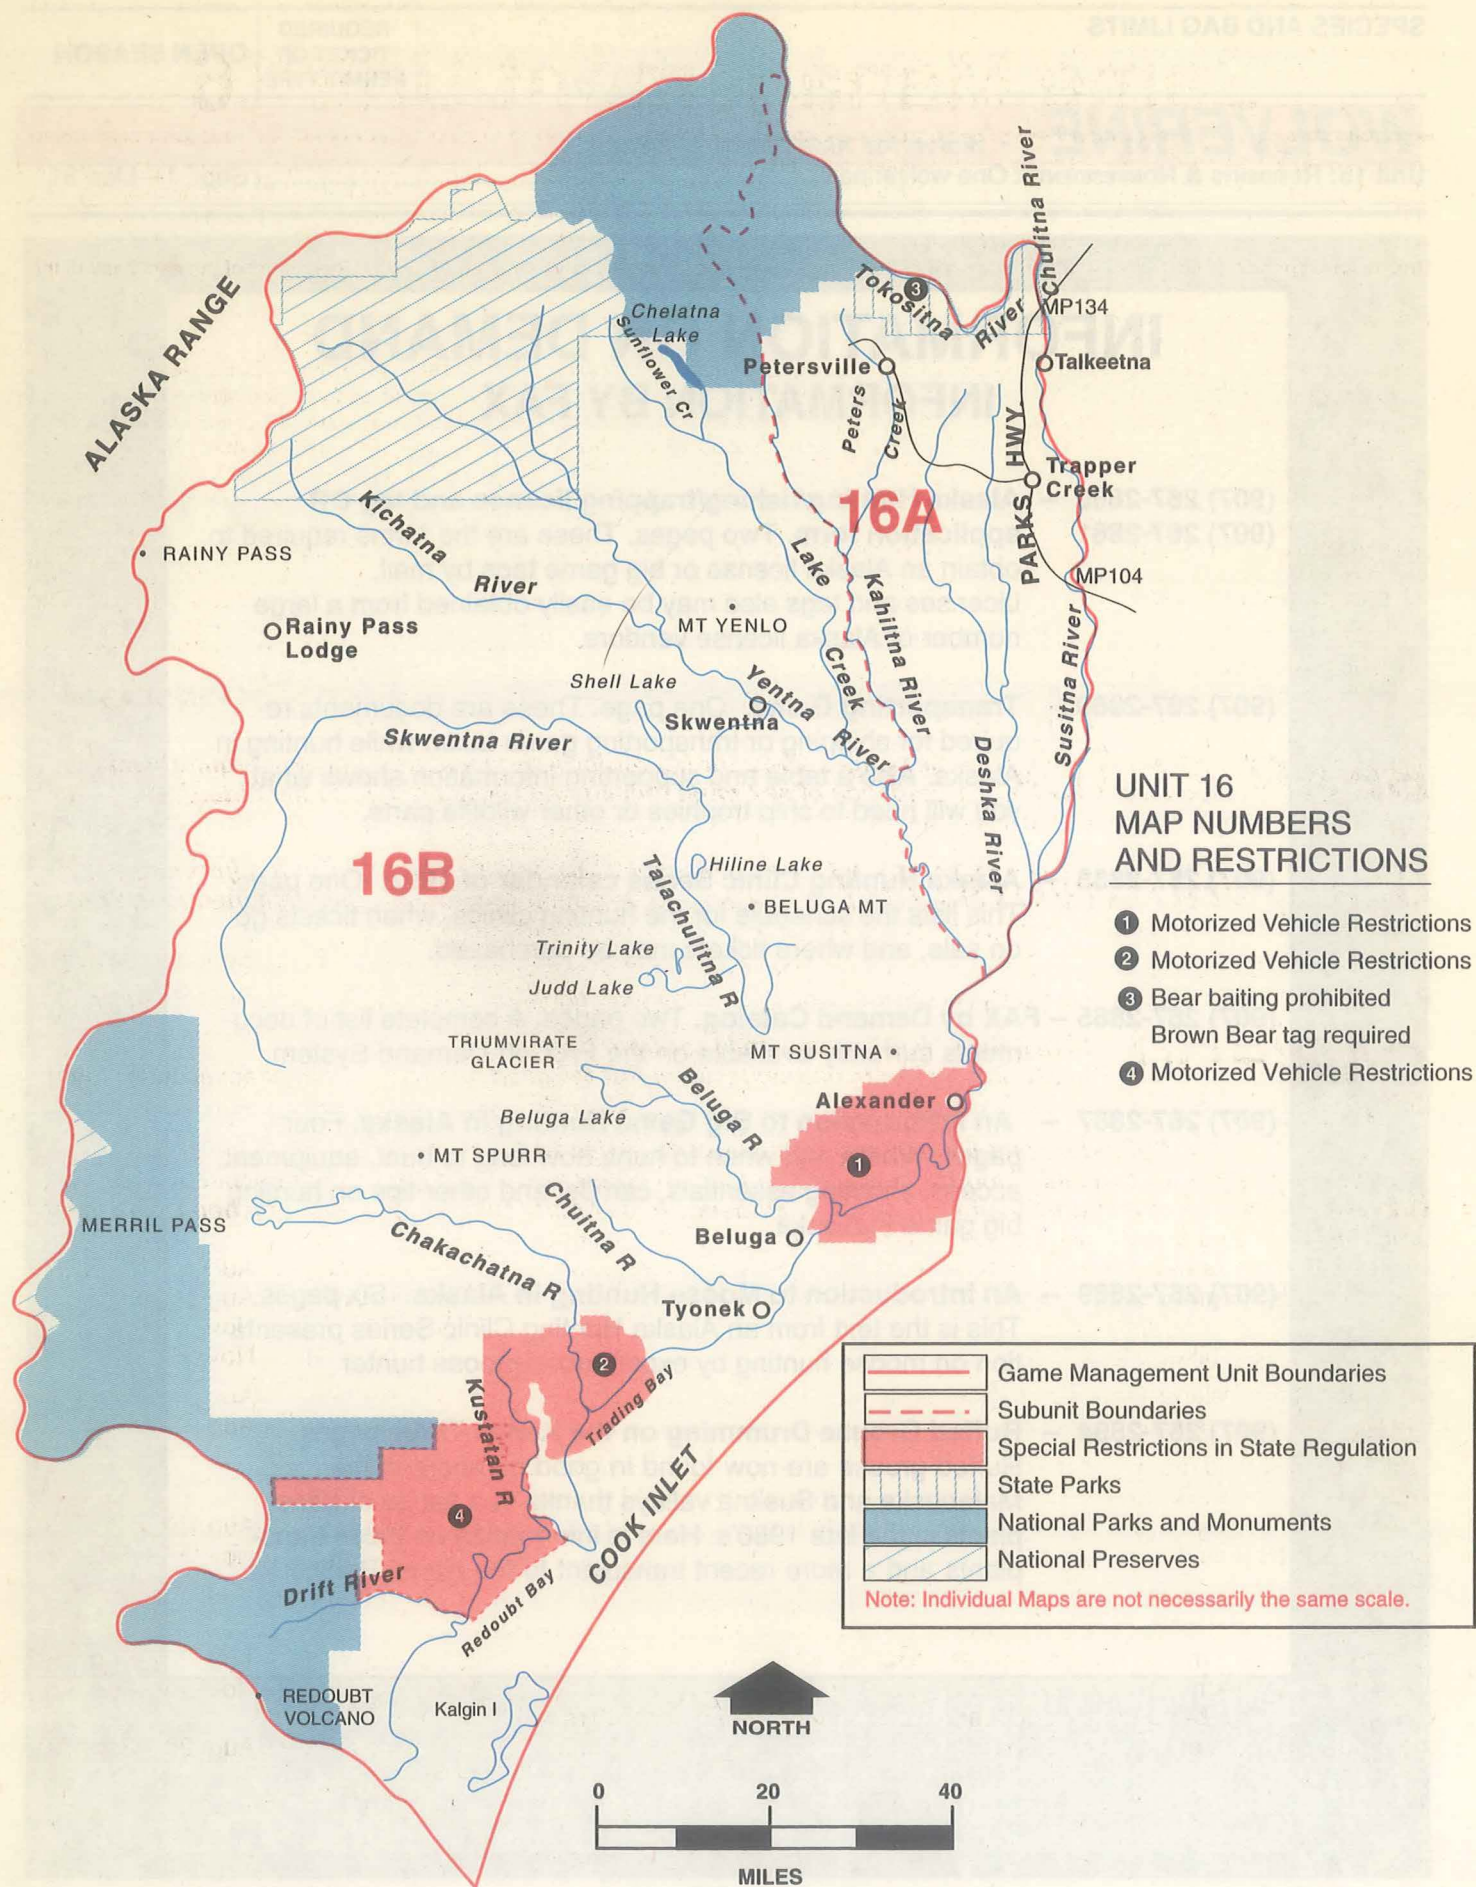 Chuitna River
ALASKA RANGE
Chelatna
Lake
Sunflower Cr
Tokositna
River
3
MP134
Petersville
Talkeetna
Peters
Creek
PARKS HWY.
Trapper
Creek
16A
MP104
Kichatna
River
RAINY PASS
Rainy Pass
Lodge
MT YENLO
Lake
Creek
Kahiltna River
Shell Lake
Yentna
River
Skwentna
Skwentna River
Deshka River
Susitna River
16B
Hiline Lake
Talachulitna R
BELUGA MT
Trinity Lake
Judd Lake
TRIUMVIRATE
GLACIER
MT SUSITNA
Beluga R
Alexander
Beluga Lake
MT SPURR
1
MERRIL PASS
Chuitna R
Chakachatna R
Beluga
Tyonek
2
Kustatan R
Trading Bay
COOK INLET
4
Drift River
Redoubt Bay
REDOUBT
VOLCANO
Kalgin I
UNIT 16
MAP NUMBERS
AND RESTRICTIONS
1 Motorized Vehicle Restrictions
2 Motorized Vehicle Restrictions
3 Bear baiting prohibited
Brown Bear tag required
4 Motorized Vehicle Restrictions
Game Management Unit Boundaries
Subunit Boundaries
Special Restrictions in State Regulation
State Parks
National Parks and Monuments
National Preserves
Note: Individual Maps are not necessarily the same scale.
NORTH
0 20 40
MILES